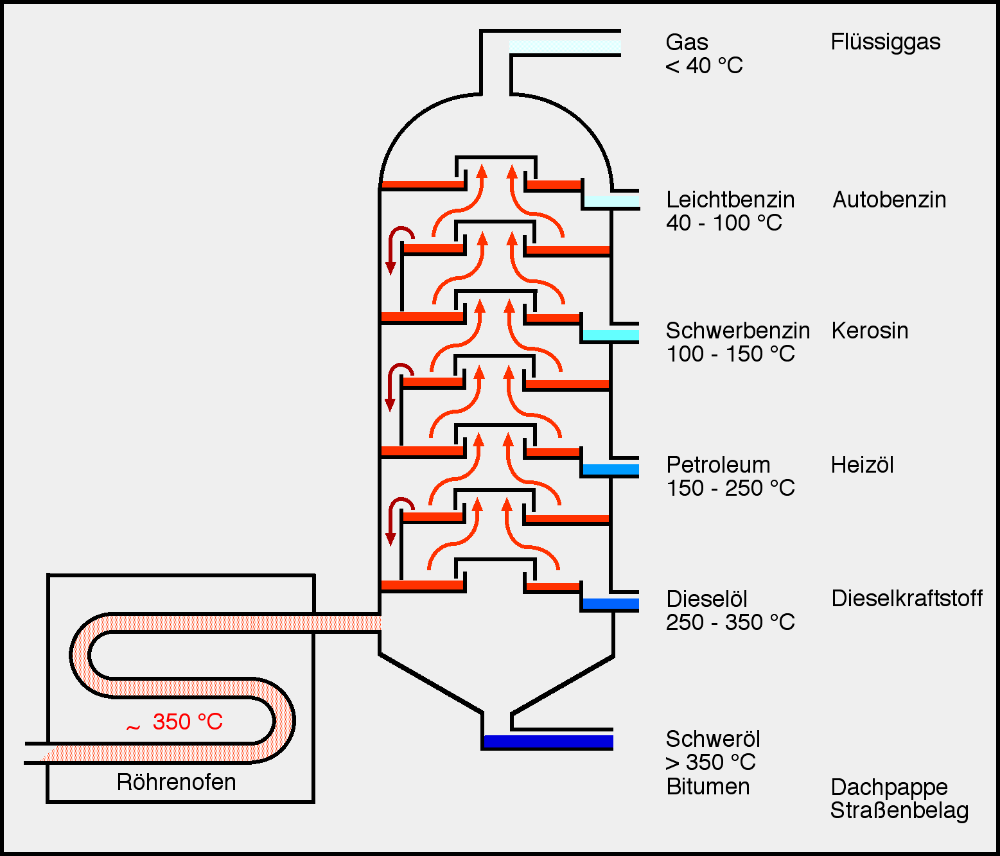 Gas Flüssiggas
< 40 °C
Leichtbenzin Autobenzin
40 - 100 °C
Schwerbenzin Kerosin
100 - 150 °C
Petroleum Heizöl
150 - 250 °C
Dieselöl Dieselkraftstoff
250 - 350 °C
~ 350 °C
Röhrenofen
Schweröl
> 350 °C
Bitumen Dachpappe
Straßenbelag